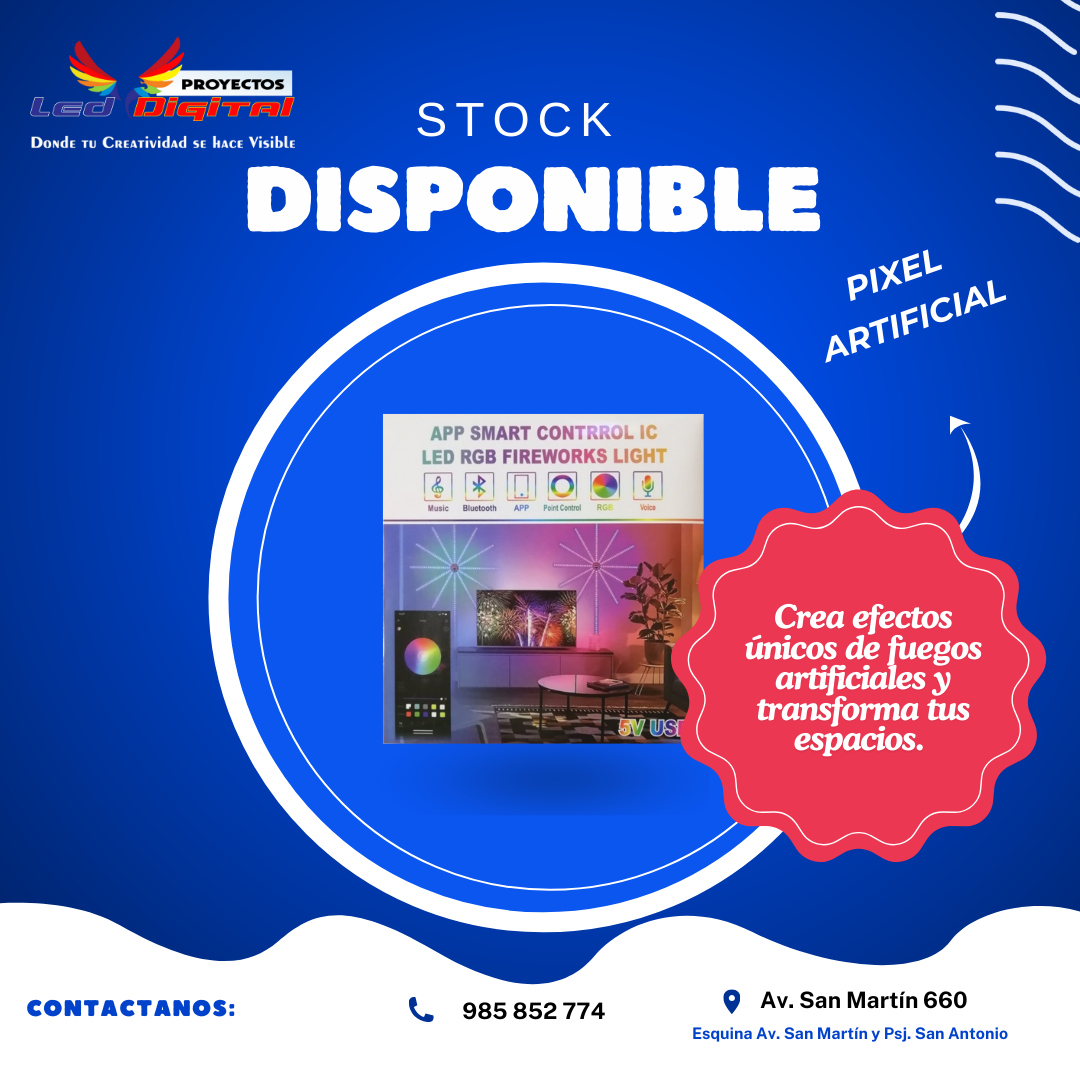 PROYECTOS
Led Digital
Donde tu Creatividad se hace Visible
STOCK
DISPONIBLE
PIXEL
ARTIFICIAL
APP SMART CONTRROL IC
LED RGB FIREWORKS LIGHT
Music Bluetooth APP Point Control RGB Voice
5V USB
Crea efectos
únicos de fuegos
artificiales y
transforma tus
espacios.
CONTACTANOS:
985 852 774
Av. San Martín 660
Esquina Av. San Martín y Psj. San Antonio